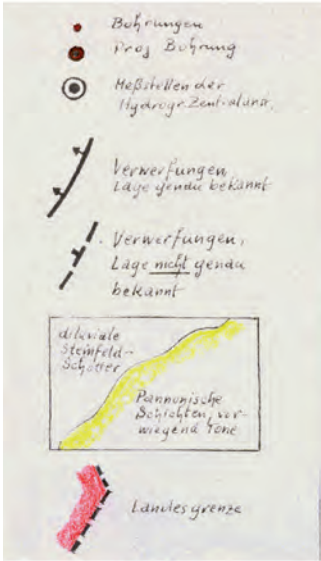 Bohrungen
Proj Bohrung
Meßstellen der
Hydrogr. Zentralanst.
Verwerfungen,
Lage genau bekannt
Verwerfungen,
Lage nicht genau
bekannt
diluviale
Steinfeld-
Schotter
Pannonische
Schichten, vor-
wiegend Tone
Landesgrenze